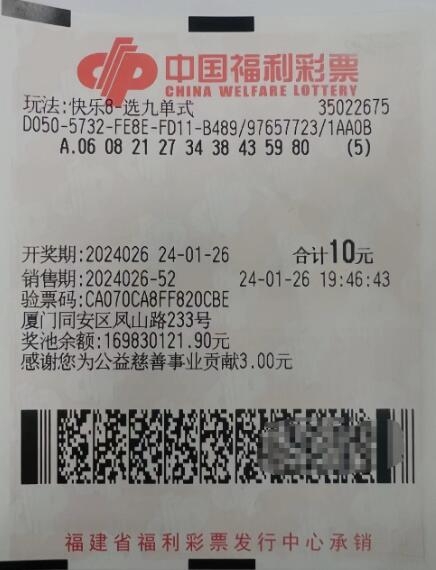 中国福利彩票
CHINA WELFARE LOTTERY
玩法:快乐8-选九单式 35022675
D050-5732-FE8E-FD11-B489/97657723/1AA0B
A.06 08 21 27 34 38 43 59 80 (5)
开奖期:2024026 24-01-26 合计10元
销售期:2024026-52 24-01-26 19:46:43
验票码:CA070CA8FF820CBE
厦门同安区凤山路233号
奖池余额:169830121.90元
感谢您为公益慈善事业贡献3.00元
福建省福利彩票发行中心承销